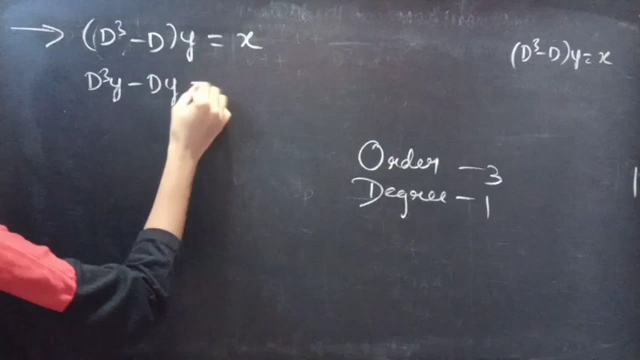 → (D³ - D)y = x
D³y - Dy
(D³ - D)y = x
Order - 3
Degree - 1